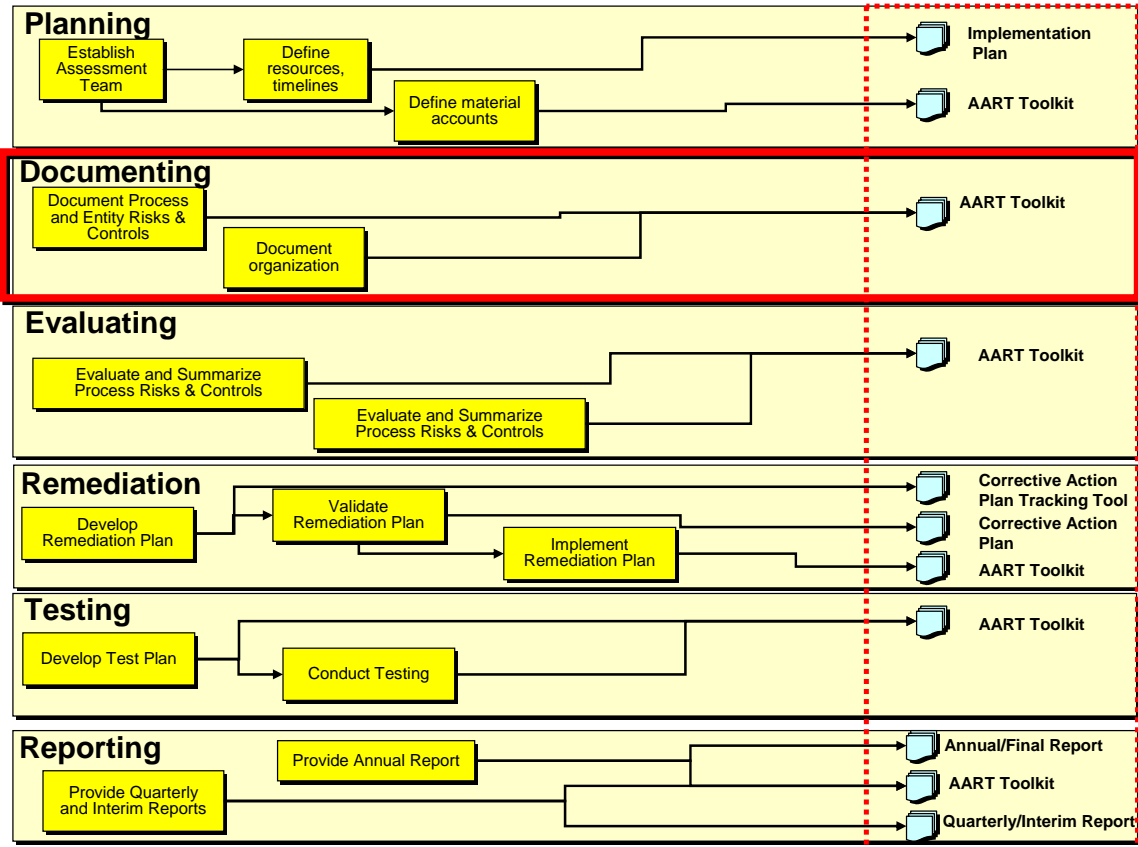 Planning
Establish
Assessment
Team
Define
resources,
timelines
Define material
accounts
Implementation
Plan
AART Toolkit
Documenting
Document Process
and Entity Risks &
Controls
Document
organization
AART Toolkit
Evaluating
Evaluate and Summarize
Process Risks & Controls
Evaluate and Summarize
Process Risks & Controls
AART Toolkit
Remediation
Develop
Remediation Plan
Validate
Remediation Plan
Implement
Remediation Plan
Corrective Action
Plan Tracking Tool
Corrective Action
Plan
AART Toolkit
Testing
Develop Test Plan
Conduct Testing
AART Toolkit
Reporting
Provide Annual Report
Provide Quarterly
and Interim Reports
Annual/Final Report
AART Toolkit
Quarterly/Interim Report